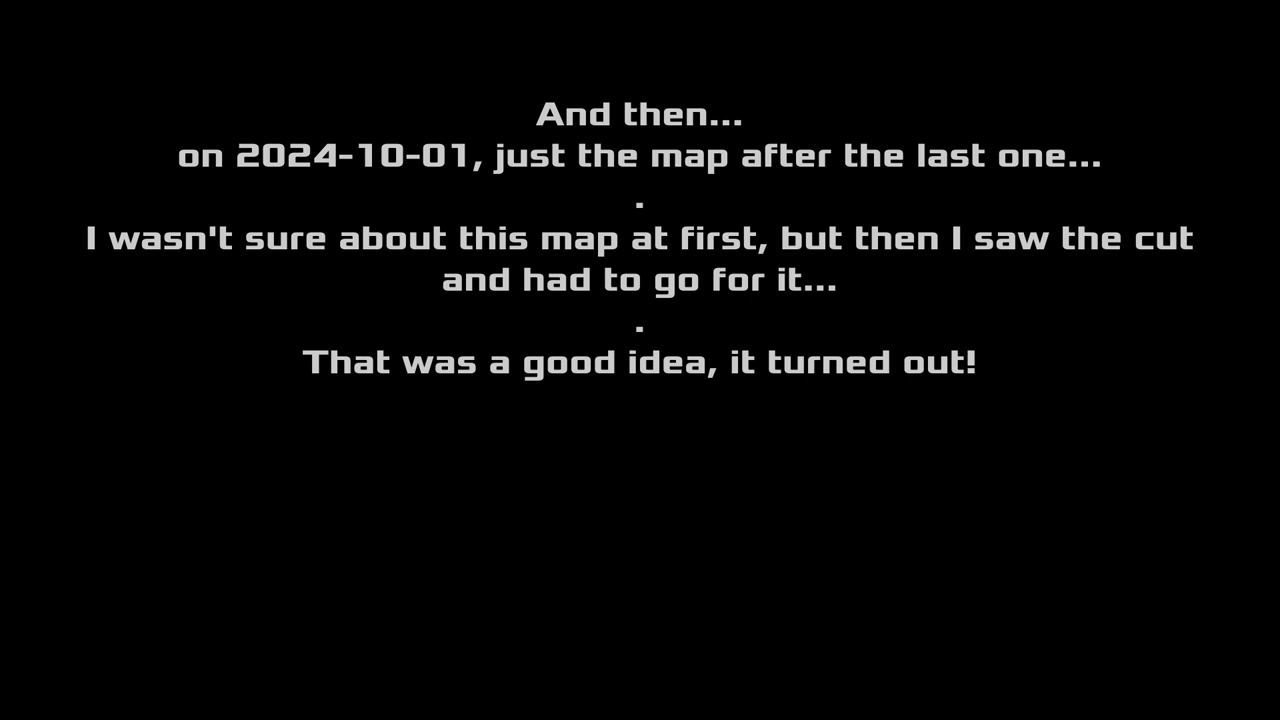 And then...
on 2024-10-01, just the map after the last one...
.
I wasn't sure about this map at first, but then I saw the cut
and had to go for it...
.
That was a good idea, it turned out!